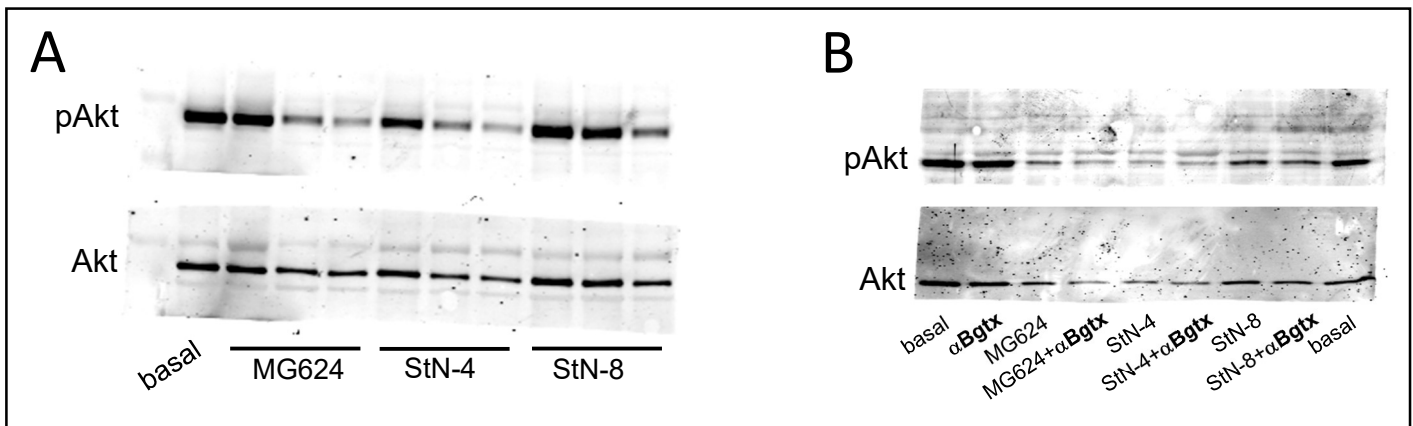 A
B
pAkt
Akt
basal
MG624
StN-4
StN-8
pAkt
Akt
basal
αBgtx
MG624
MG624+αBgtx
StN-4
StN-4+αBgtx
StN-8
StN-8+αBgtx
basal